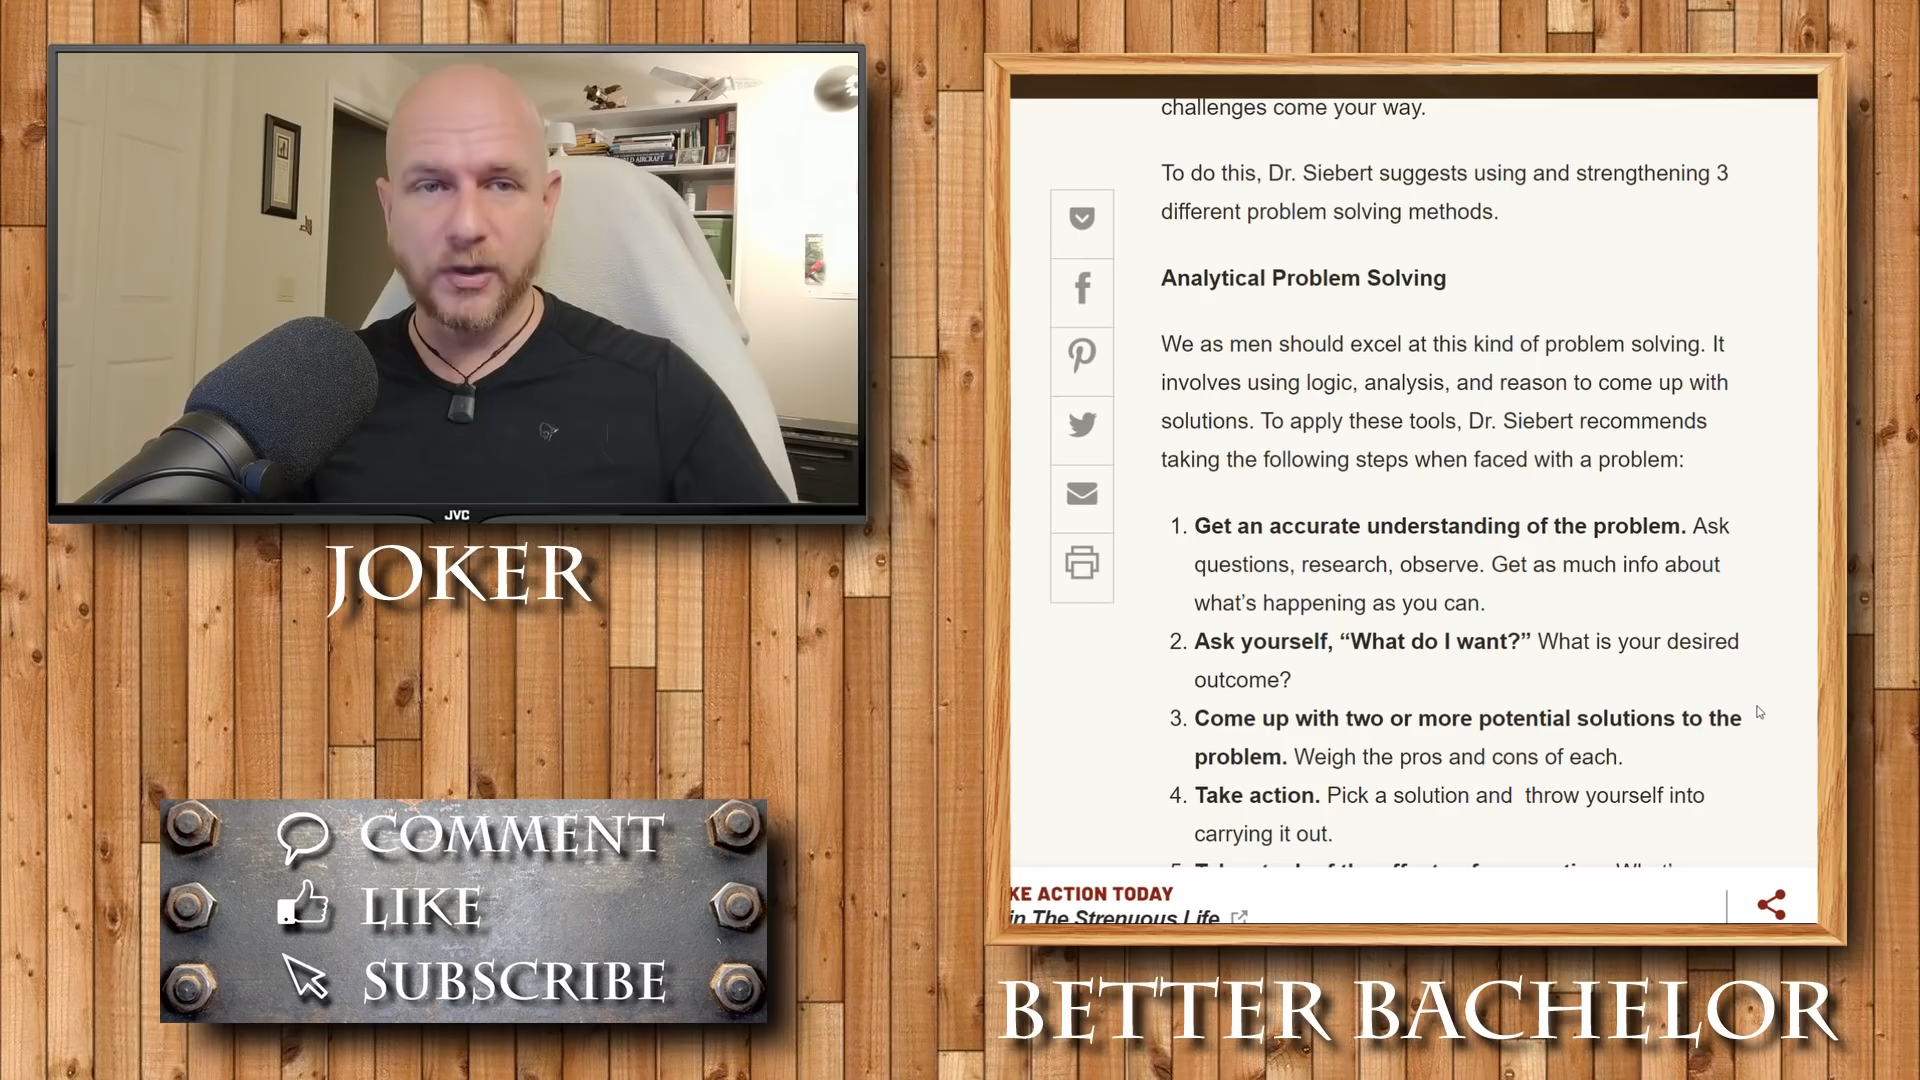 WORLD AIRCRAFT
JVC
JOKER
COMMENT
LIKE
SUBSCRIBE
challenges come your way.
To do this, Dr. Siebert suggests using and strengthening 3
different problem solving methods.
Analytical Problem Solving
We as men should excel at this kind of problem solving. It
involves using logic, analysis, and reason to come up with
solutions. To apply these tools, Dr. Siebert recommends
taking the following steps when faced with a problem:
1. Get an accurate understanding of the problem. Ask
questions, research, observe. Get as much info about
what’s happening as you can.
2. Ask yourself, “What do I want?” What is your desired
outcome?
3. Come up with two or more potential solutions to the
problem. Weigh the pros and cons of each.
4. Take action. Pick a solution and  throw yourself into
carrying it out.
KE ACTION TODAY
in The Strenuous Life
BETTER BACHELOR